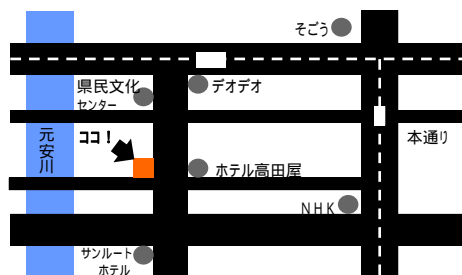 そごう
県民文化
センター
デオデオ
元安川
ココ！
本通り
ホテル高田屋
NHK
サンルート
ホテル